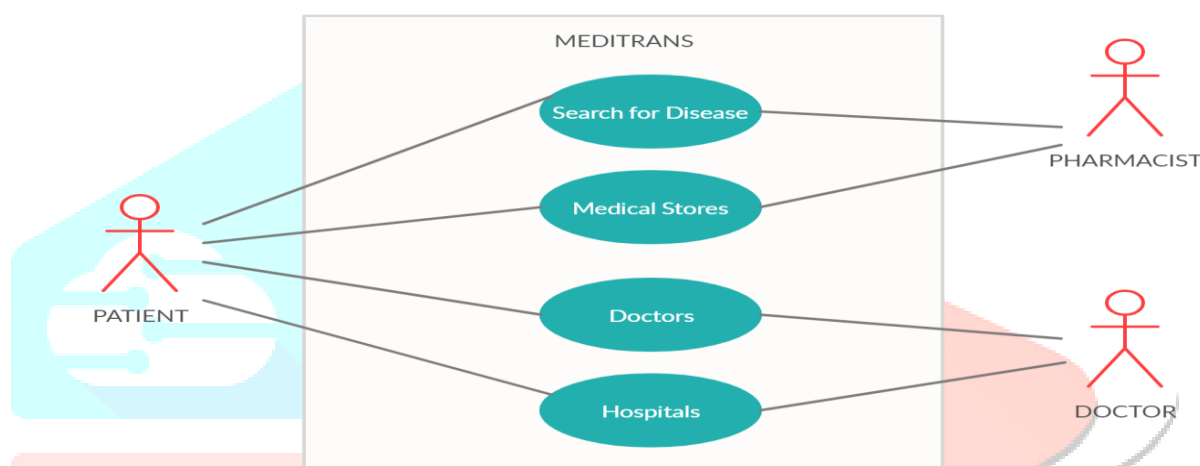 MEDITRANS
Search for Disease
PHARMACIST
Medical Stores
PATIENT
Doctors
Hospitals
DOCTOR